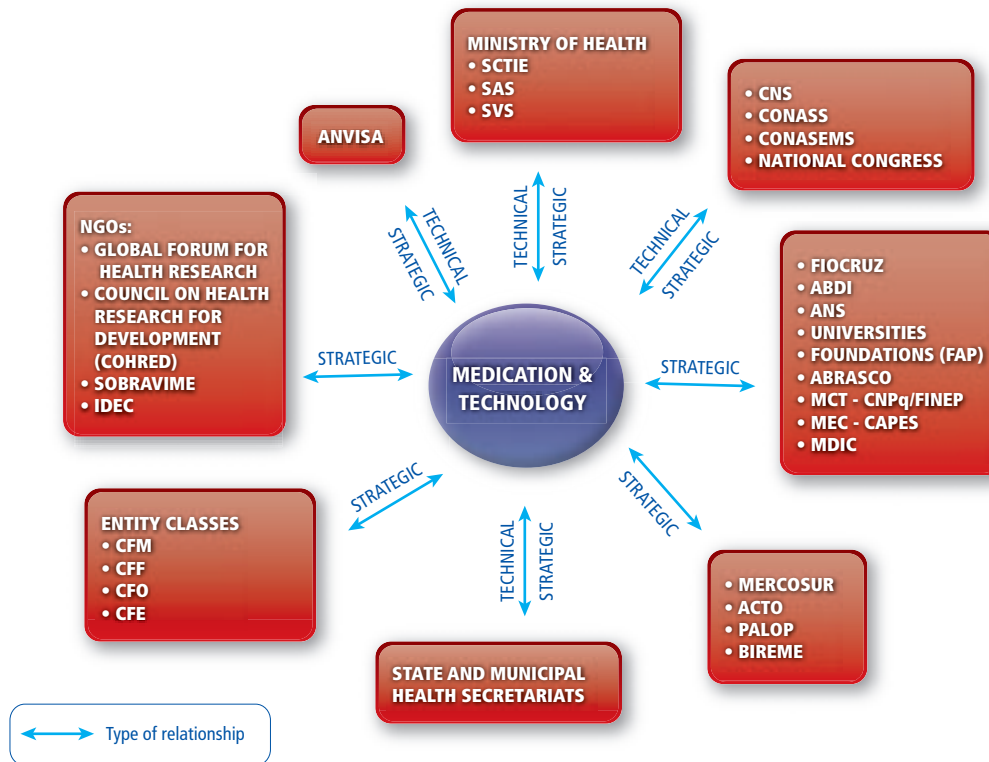 MINISTRY OF HEALTH
• SCTIE
• SAS
• SVS
• CNS
• CONASS
• CONASEMS
• NATIONAL CONGRESS
ANVISA
NGOs:
• GLOBAL FORUM FOR
HEALTH RESEARCH
• COUNCIL ON HEALTH
RESEARCH FOR
DEVELOPMENT
(COHRED)
• SOBRAVIME
• IDEC
TECHNICAL
STRATEGIC
TECHNICAL
STRATEGIC
TECHNICAL
STRATEGIC
• FIOCRUZ
• ABDI
• ANS
• UNIVERSITIES
• FOUNDATIONS (FAP)
• ABRASCO
• MCT - CNPq/FINEP
• MEC - CAPES
• MDIC
STRATEGIC
MEDICATION &
TECHNOLOGY
STRATEGIC
STRATEGIC
TECHNICAL
STRATEGIC
STRATEGIC
ENTITY CLASSES
• CFM
• CFF
• CFO
• CFE
• MERCOSUR
• ACTO
• PALOP
• BIREME
STATE AND MUNICIPAL
HEALTH SECRETARIATS
Type of relationship